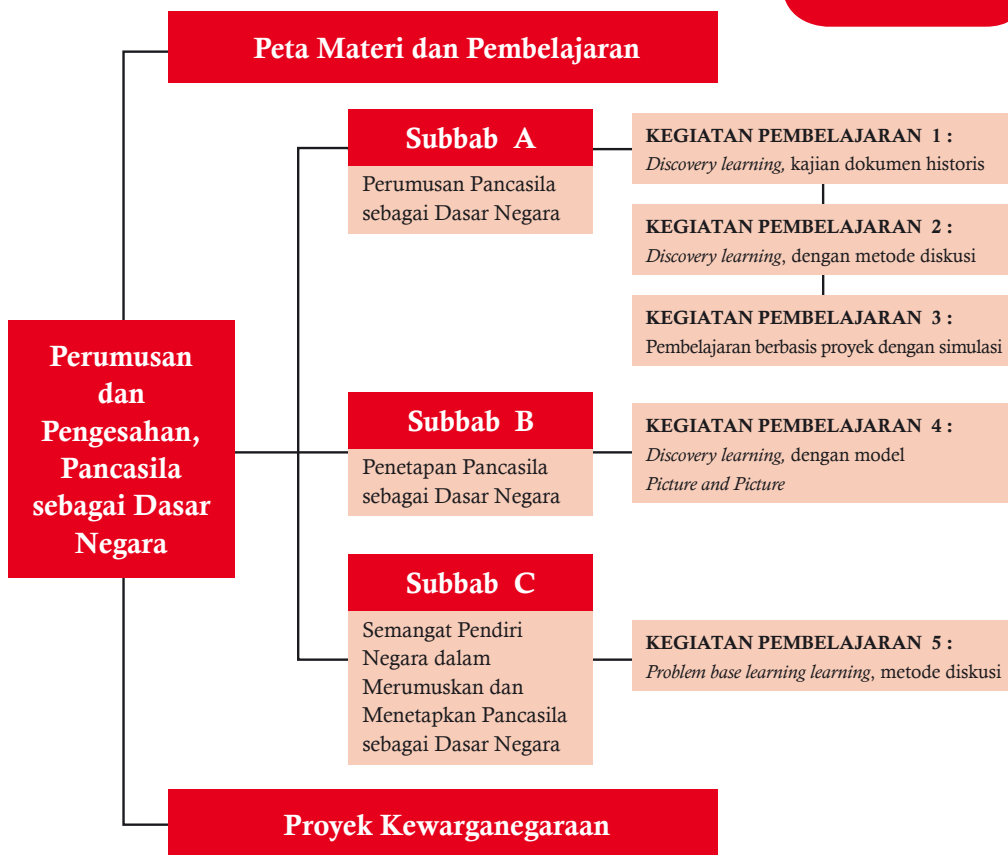 Peta Materi dan Pembelajaran
Subbab A
Perumusan Pancasila
sebagai Dasar Negara
KEGIATAN PEMBELAJARAN 1 :
Discovery learning, kajian dokumen historis
KEGIATAN PEMBELAJARAN 2 :
Discovery learning, dengan metode diskusi
KEGIATAN PEMBELAJARAN 3 :
Pembelajaran berbasis proyek dengan simulasi
Perumusan
dan
Pengesahan,
Pancasila
sebagai Dasar
Negara
Subbab B
Penetapan Pancasila
sebagai Dasar Negara
KEGIATAN PEMBELAJARAN 4 :
Discovery learning, dengan model
Picture and Picture
Subbab C
Semangat Pendiri
Negara dalam
Merumuskan dan
Menetapkan Pancasila
sebagai Dasar Negara
KEGIATAN PEMBELAJARAN 5 :
Problem base learning learning, metode diskusi
Proyek Kewarganegaraan